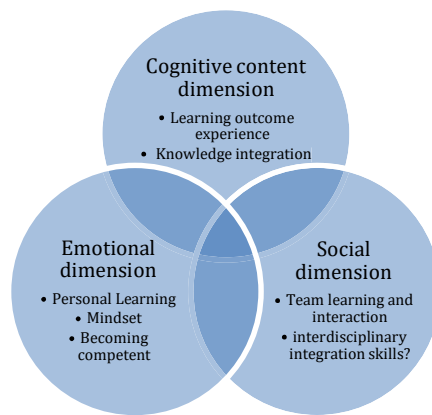 Cognitive content
dimension
• Learning outcome
experience
• Knowledge integration
Emotional
dimension
• Personal Learning
• Mindset
• Becoming
competent
Social
dimension
• Team learning and
interaction
• interdisciplinary
integration skills?